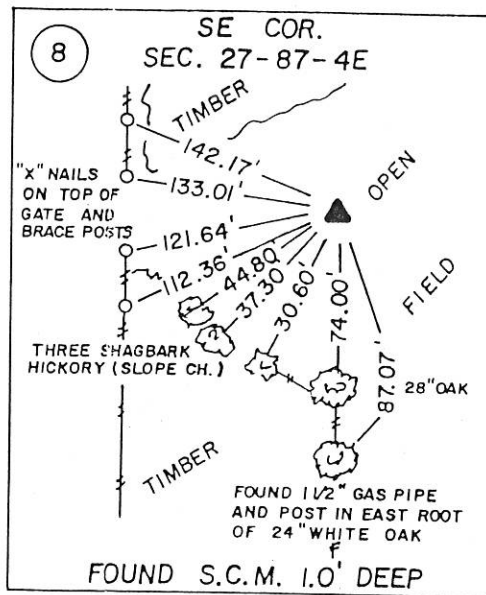 8
SE COR.
SEC. 27-87-4E
TIMBER
142.17'
133.01'
OPEN
"X" NAILS
ON TOP OF
GATE AND
BRACE POSTS
121.64'
112.36'
44.80'
37.30'
30.60'
74.00'
87.07'
FIELD
28" OAK
THREE SHAGBARK
HICKORY (SLOPE CH.)
TIMBER
FOUND 1 1/2" GAS PIPE
AND POST IN EAST ROOT
OF 24" WHITE OAK
F
FOUND S.C.M. 1.0' DEEP